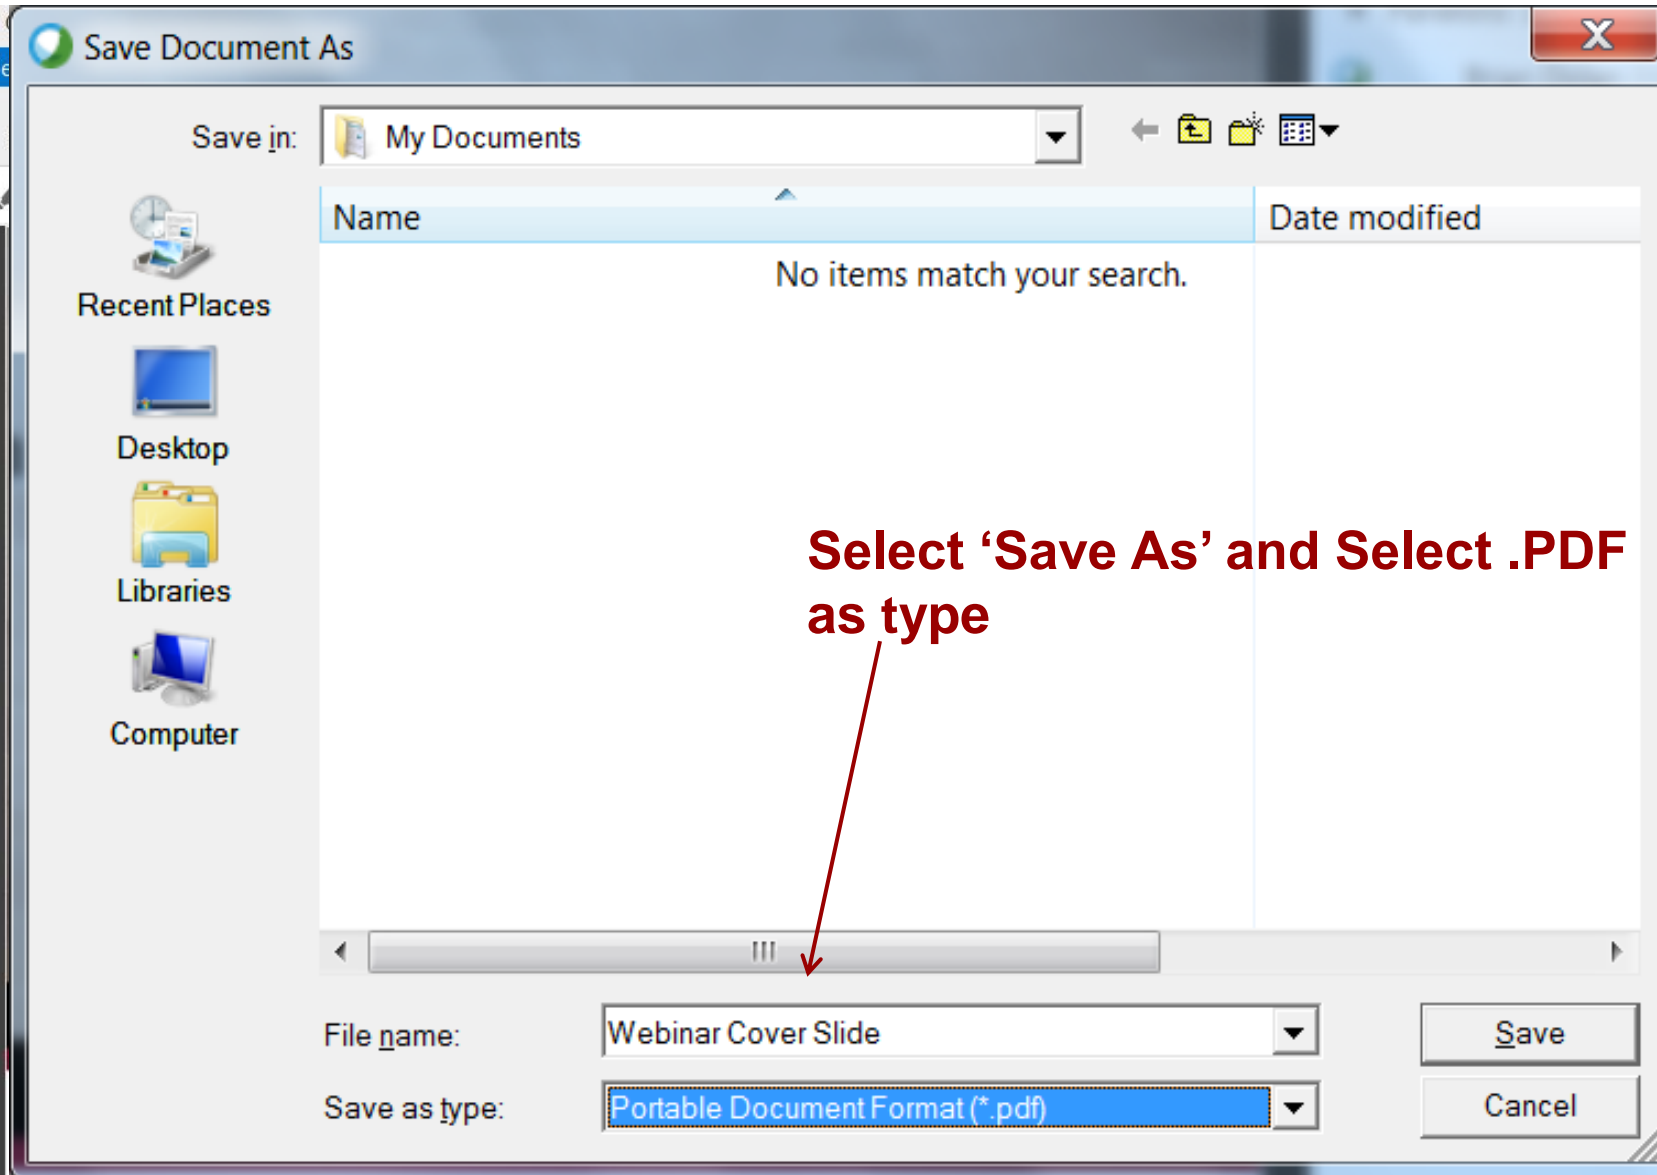 Save Document As
Save in:
My Documents
Name
Date modified
No items match your search.
Recent Places
Desktop
Libraries
Computer
Select ‘Save As’ and Select .PDF
as type
File name:
Webinar Cover Slide
Save
Save as type:
Portable Document Format (*.pdf)
Cancel